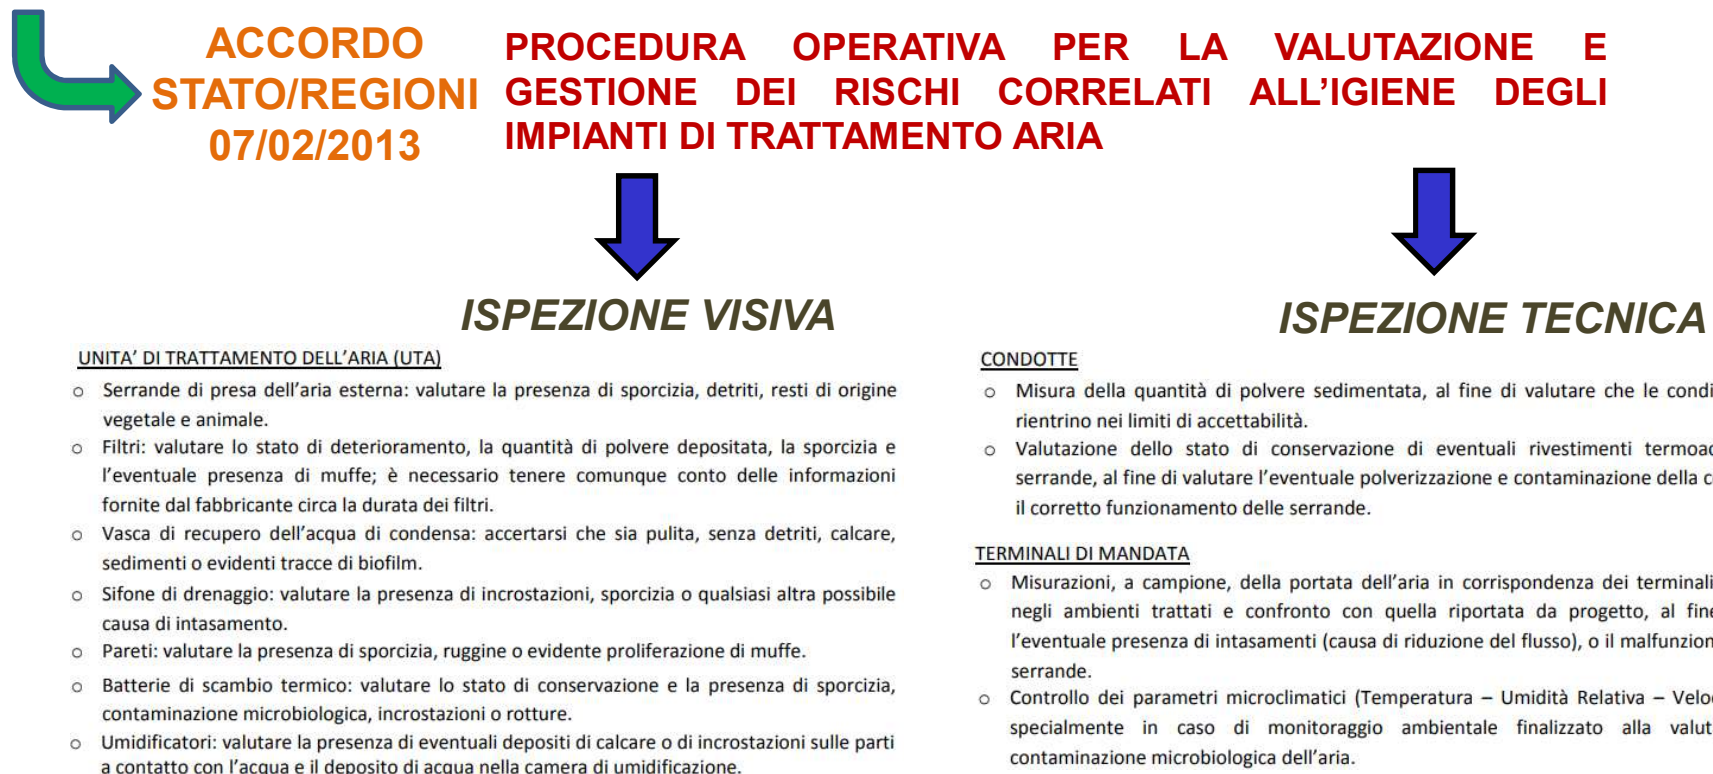 ACCORDO
STATO/REGIONI
07/02/2013
PROCEDURA OPERATIVA PER LA VALUTAZIONE E
GESTIONE DEI RISCHI CORRELATI ALL’IGIENE DEGLI
IMPIANTI DI TRATTAMENTO ARIA
ISPEZIONE VISIVA
UNITA’ DI TRATTAMENTO DELL’ARIA (UTA)
o Serrande di presa dell’aria esterna: valutare la presenza di sporcizia, detriti, resti di origine
vegetale e animale.
o Filtri: valutare lo stato di deterioramento, la quantità di polvere depositata, la sporcizia e
l’eventuale presenza di muffe; è necessario tenere comunque conto delle informazioni
fornite dal fabbricante circa la durata dei filtri.
o Vasca di recupero dell’acqua di condensa: accertarsi che sia pulita, senza detriti, calcare,
sedimenti o evidenti tracce di biofilm.
o Sifone di drenaggio: valutare la presenza di incrostazioni, sporcizia o qualsiasi altra possibile
causa di intasamento.
o Pareti: valutare la presenza di sporcizia, ruggine o evidente proliferazione di muffe.
o Batterie di scambio termico: valutare lo stato di conservazione e la presenza di sporcizia,
contaminazione microbiologica, incrostazioni o rotture.
o Umidificatori: valutare la presenza di eventuali depositi di calcare o di incrostazioni sulle parti
a contatto con l’acqua e il deposito di acqua nella camera di umidificazione.
ISPEZIONE TECNICA
CONDOTTE
o Misura della quantità di polvere sedimentata, al fine di valutare che le condi
rientrino nei limiti di accettabilità.
o Valutazione dello stato di conservazione di eventuali rivestimenti termoac
serrande, al fine di valutare l’eventuale polverizzazione e contaminazione della c
il corretto funzionamento delle serrande.
TERMINALI DI MANDATA
o Misurazioni, a campione, della portata dell’aria in corrispondenza dei terminali
negli ambienti trattati e confronto con quella riportata da progetto, al fine
l’eventuale presenza di intasamenti (causa di riduzione del flusso), o il malfunzion
serrande.
o Controllo dei parametri microclimatici (Temperatura – Umidità Relativa – Veloc
specialmente in caso di monitoraggio ambientale finalizzato alla valut
contaminazione microbiologica dell’aria.